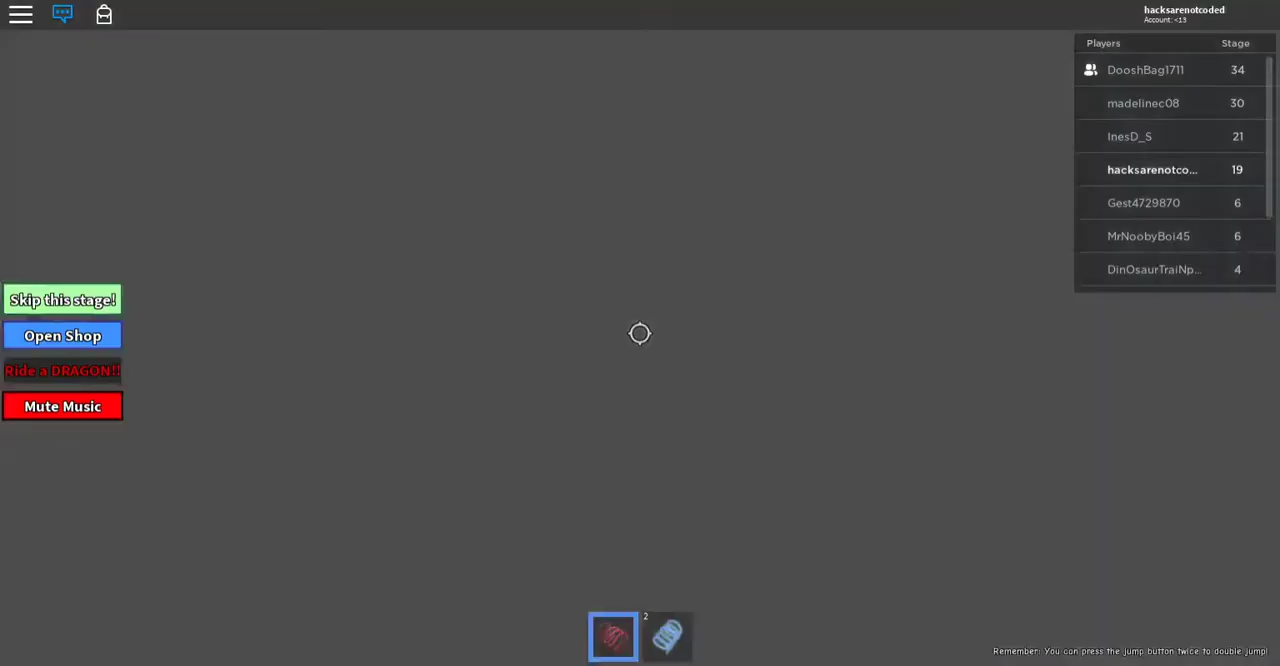 hacksarenotcoded
Account: <13
Players Stage
DooshBag1711 34
madelinec08 30
InesD_S 21
hacksarenotco... 19
Gest4729870 6
MrNoobyBoi45 6
DinOsaurTraiNp... 4
Skip this stage!
Open Shop
Ride a DRAGON!!
Mute Music
2
Remember: You can press the jump button twice to double jump!